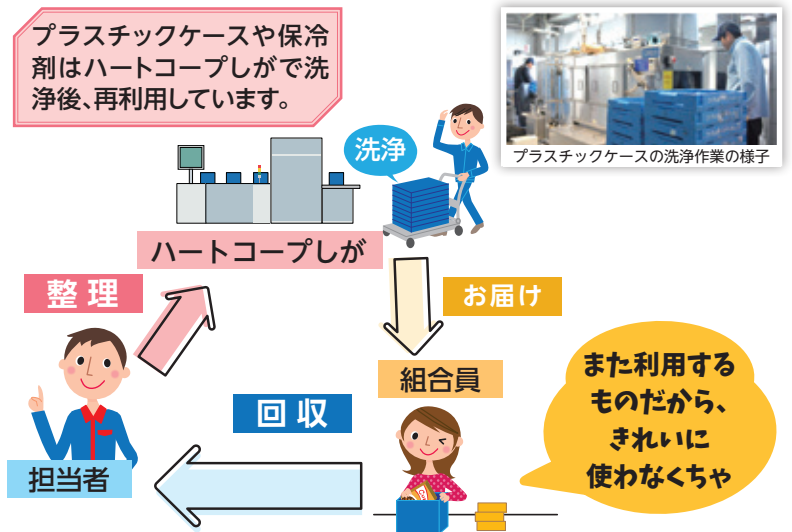 プラスチックケースや保冷
剤はハートコープしがで洗
浄後、再利用しています。
プラスチックケースの洗浄作業の様子
洗浄
ハートコープしが
整理
お届け
組合員
回収
担当者
また利用する
ものだから、
きれいに
使わなくちゃ